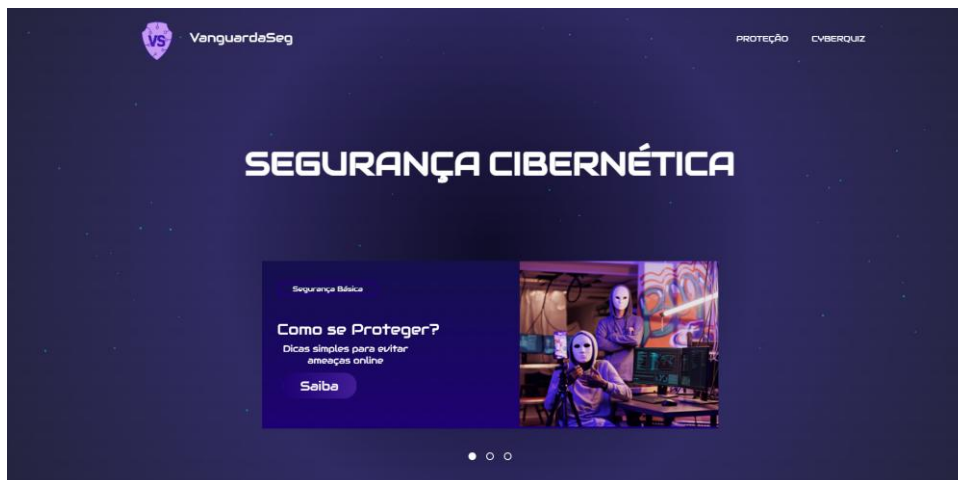 VS
VanguardaSeg
PROTEÇÃO
CYBERQUIZ
SEGURANÇA CIBERNÉTICA
Segurança Básica
Como se Proteger?
Dicas simples para evitar
ameaças online
Saiba